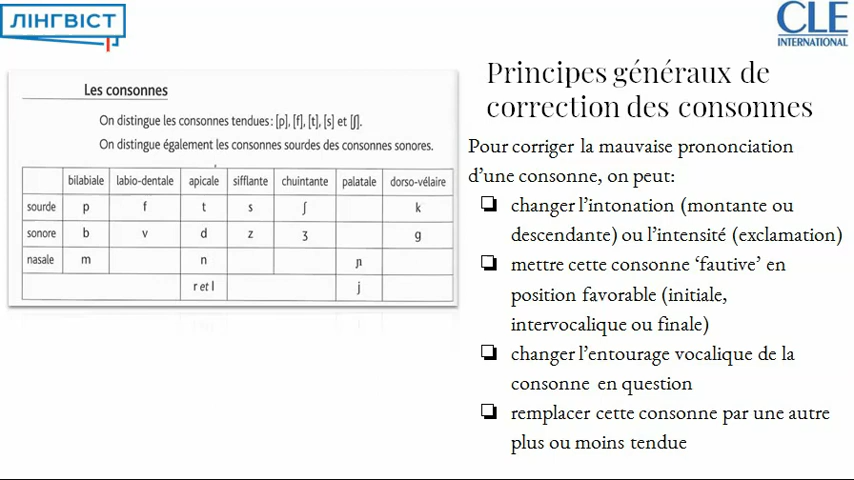 ЛІНГВІСТ
CLE
INTERNATIONAL
Les consonnes
On distingue les consonnes tendues : [p], [f], [t], [s] et [ʃ].
On distingue également les consonnes sourdes des consonnes sonores.
bilabiale labio-dentale apicale sifflante chuintante palatale dorso-vélaire
sourde p f t s ʃ k
sonore b v d z ʒ g
nasale m n ɲ
r et l j
Principes généraux de
correction des consonnes
Pour corriger la mauvaise prononciation
d'une consonne, on peut:
❏ changer l'intonation (montante ou
descendante) ou l'intensité (exclamation)
❏ mettre cette consonne 'fautive' en
position favorable (initiale,
intervocalique ou finale)
❏ changer l'entourage vocalique de la
consonne en question
❏ remplacer cette consonne par une autre
plus ou moins tendue